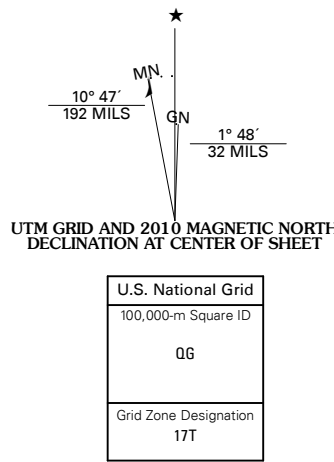 ★
MN
GN
10° 47´
192 MILS
1° 48´
32 MILS
UTM GRID AND 2010 MAGNETIC NORTH
DECLINATION AT CENTER OF SHEET
U.S. National Grid
100,000-m Square ID
QG
Grid Zone Designation
17T